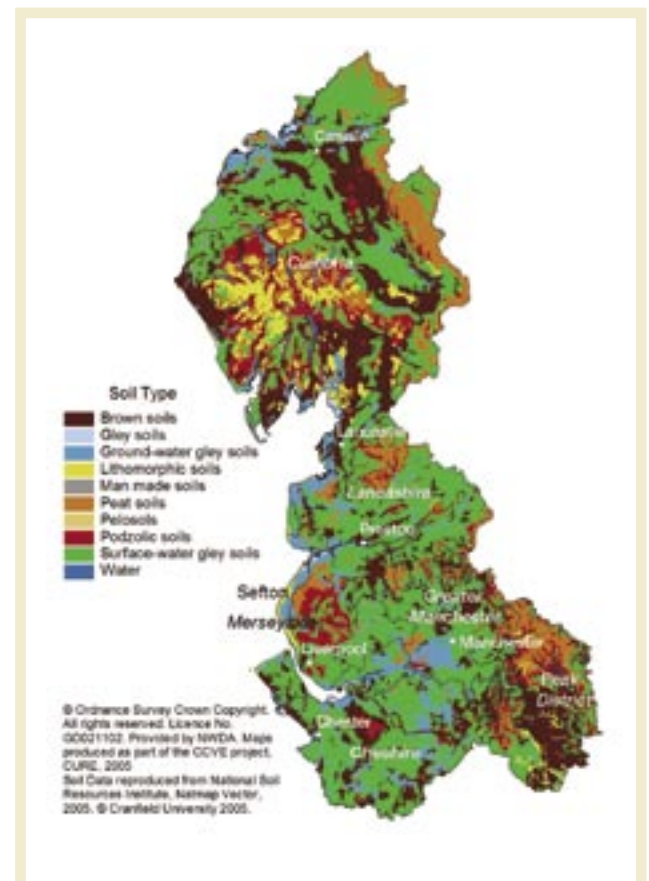 Carlisle
Cumbria
Soil Type
Brown soils
Gley soils
Ground-water gley soils
Lithomorphic soils
Man made soils
Peat soils
Pelosols
Podzolic soils
Surface-water gley soils
Water
Lancaster
Lancashire
Preston
Sefton
Merseyside
Greater
Manchester
Manchester
Liverpool
Peak
District
Chester
Cheshire
© Ordnance Survey Crown Copyright.
All rights reserved. Licence No.
GD021102. Provided by NWDA. Maps
produced as part of the CCVE project,
CURE, 2005
Soil Data reproduced from National Soil
Resources Institute, Natmap Vector,
2005. © Cranfield University 2005.